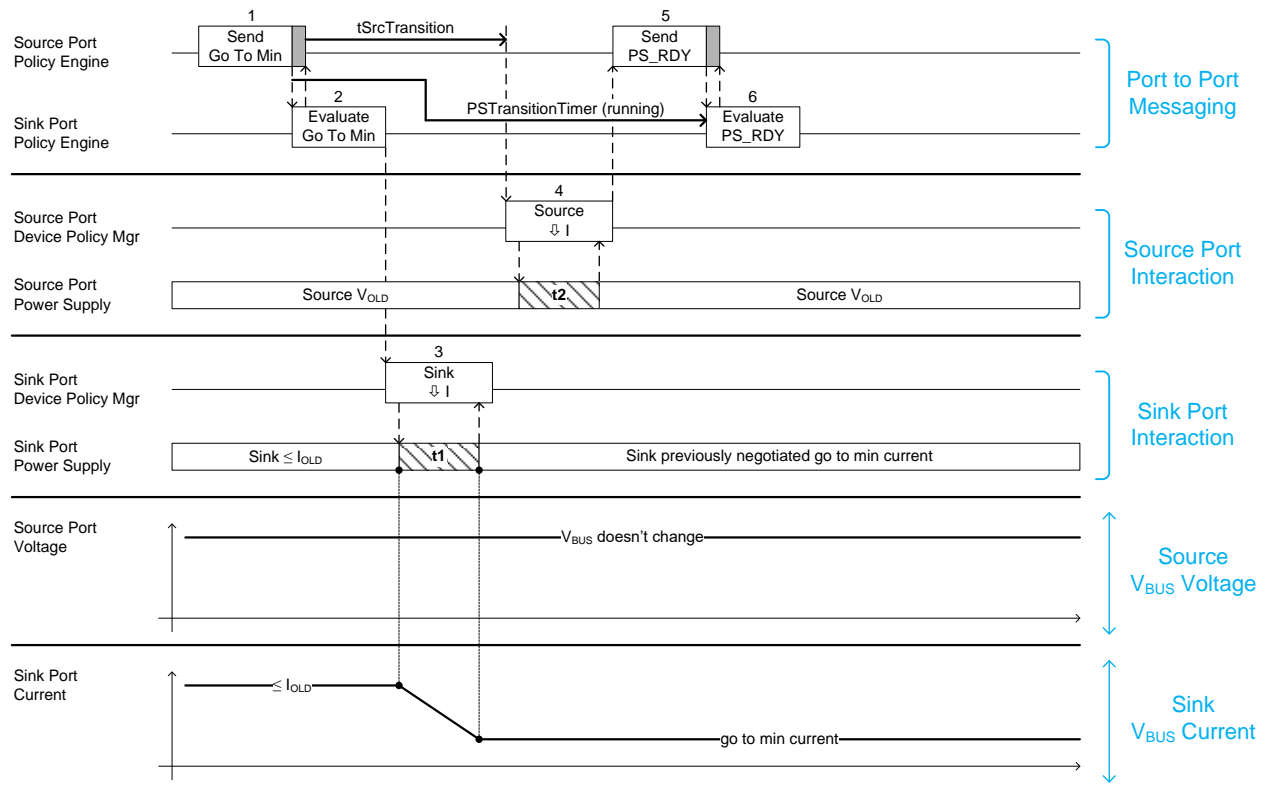 1
5
Source Port
Policy Engine
Send
Go To Min
tSrcTransition
Send
PS_RDY
Port to Port
Messaging
2
6
PSTransitionTimer (running)
Sink Port
Policy Engine
Evaluate
Go To Min
Evaluate
PS_RDY
4
Source Port
Device Policy Mgr
Source
⇩ I
Source Port
Interaction
Source Port
Power Supply
Source VOLD
t2
Source VOLD
3
Sink Port
Device Policy Mgr
Sink
⇩ I
Sink Port
Interaction
Sink Port
Power Supply
Sink ≤ IOLD
t1
Sink previously negotiated go to min current
Source Port
Voltage
VBUS doesn't change
Source
VBUS Voltage
Sink Port
Current
≤ IOLD
go to min current
Sink
VBUS Current